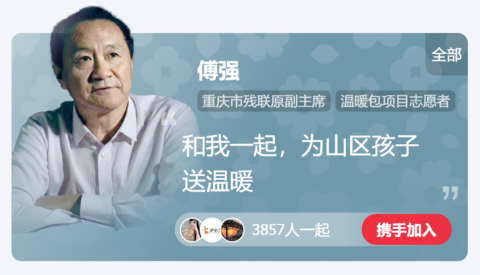 全部
傅强
重庆市残联原副主席 温暖包项目志愿者
和我一起，为山区孩子
送温暖
3857人一起 携手加入